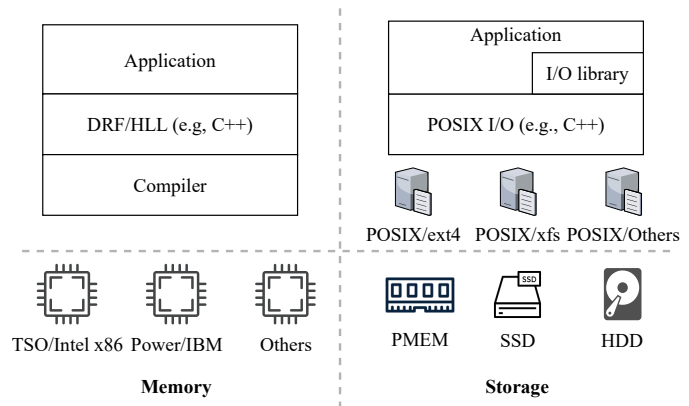 Application
DRF/HLL (e.g, C++)
Compiler
Application
I/O library
POSIX I/O (e.g., C++)
POSIX/ext4 POSIX/xfs POSIX/Others
TSO/Intel x86 Power/IBM Others
SSD
PMEM SSD HDD
Memory
Storage